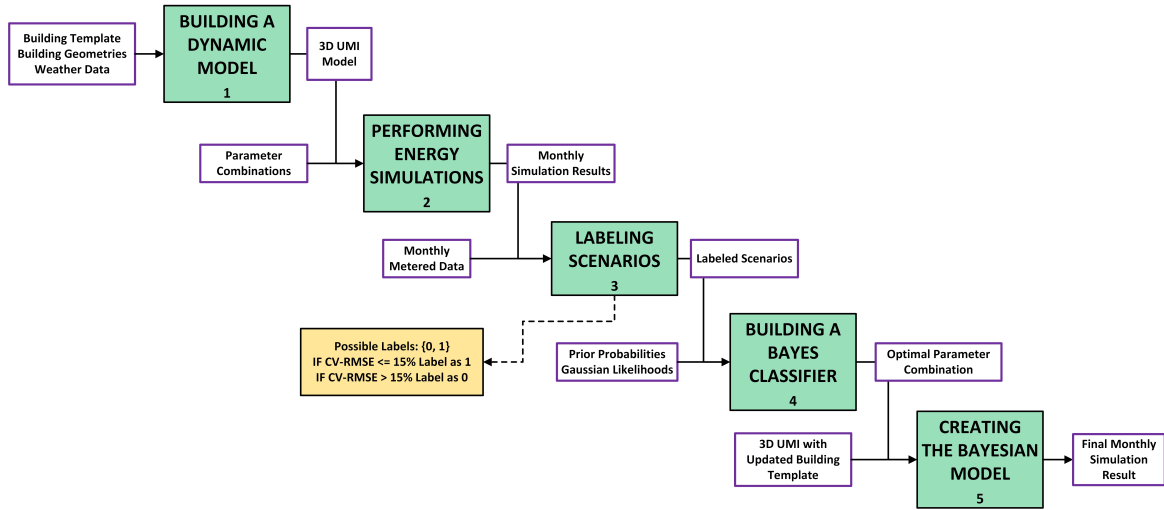 Building Template
Building Geometries
Weather Data
BUILDING A
DYNAMIC
MODEL
1
3D UMI
Model
Parameter
Combinations
PERFORMING
ENERGY
SIMULATIONS
2
Monthly
Simulation Results
Monthly
Metered Data
LABELING
SCENARIOS
3
Labeled Scenarios
Possible Labels: {0, 1}
IF CV-RMSE <= 15% Label as 1
IF CV-RMSE > 15% Label as 0
Prior Probabilities
Gaussian Likelihoods
BUILDING A
BAYES
CLASSIFIER
4
Optimal Parameter
Combination
3D UMI with
Updated Building
Template
CREATING
THE BAYESIAN
MODEL
5
Final Monthly
Simulation
Result